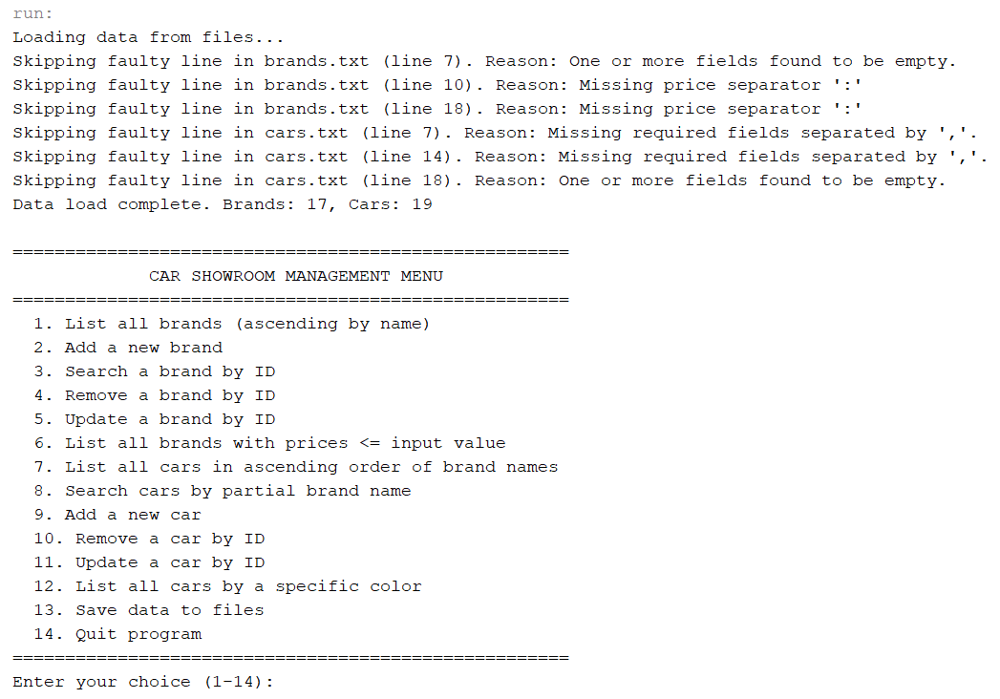 run:
Loading data from files...
Skipping faulty line in brands.txt (line 7). Reason: One or more fields found to be empty.
Skipping faulty line in brands.txt (line 10). Reason: Missing price separator ':'
Skipping faulty line in brands.txt (line 18). Reason: Missing price separator ':'
Skipping faulty line in cars.txt (line 7). Reason: Missing required fields separated by ','.
Skipping faulty line in cars.txt (line 14). Reason: Missing required fields separated by ','.
Skipping faulty line in cars.txt (line 18). Reason: One or more fields found to be empty.
Data load complete. Brands: 17, Cars: 19
=====================================================
CAR SHOWROOM MANAGEMENT MENU
=====================================================
1. List all brands (ascending by name)
2. Add a new brand
3. Search a brand by ID
4. Remove a brand by ID
5. Update a brand by ID
6. List all brands with prices <= input value
7. List all cars in ascending order of brand names
8. Search cars by partial brand name
9. Add a new car
10. Remove a car by ID
11. Update a car by ID
12. List all cars by a specific color
13. Save data to files
14. Quit program
=====================================================
Enter your choice (1-14):